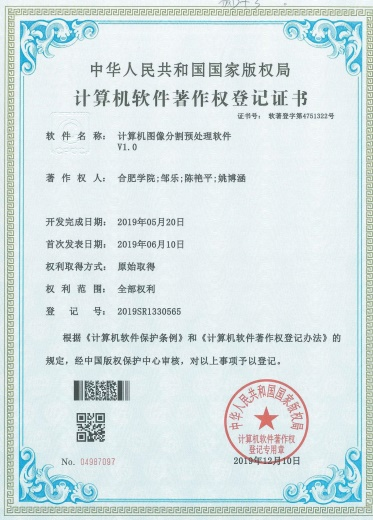 中华人民共和国国家版权局
计算机软件著作权登记证书
证书号： 软著登字第4751322号
软件名称： 计算机图像分割预处理软件
V1.0
著作权人： 合肥学院;邹乐;陈艳平;姚博涵
开发完成日期： 2019年05月20日
首次发表日期： 2019年06月10日
权利取得方式： 原始取得
权利范围： 全部权利
登记号： 2019SR1330565
根据《计算机软件保护条例》和《计算机软件著作权登记办法》的
规定，经中国版权保护中心审核，对以上事项予以登记。
中华人民共和国国家版权局
计算机软件著作权
登记专用章
No. 04987097
2019年12月10日